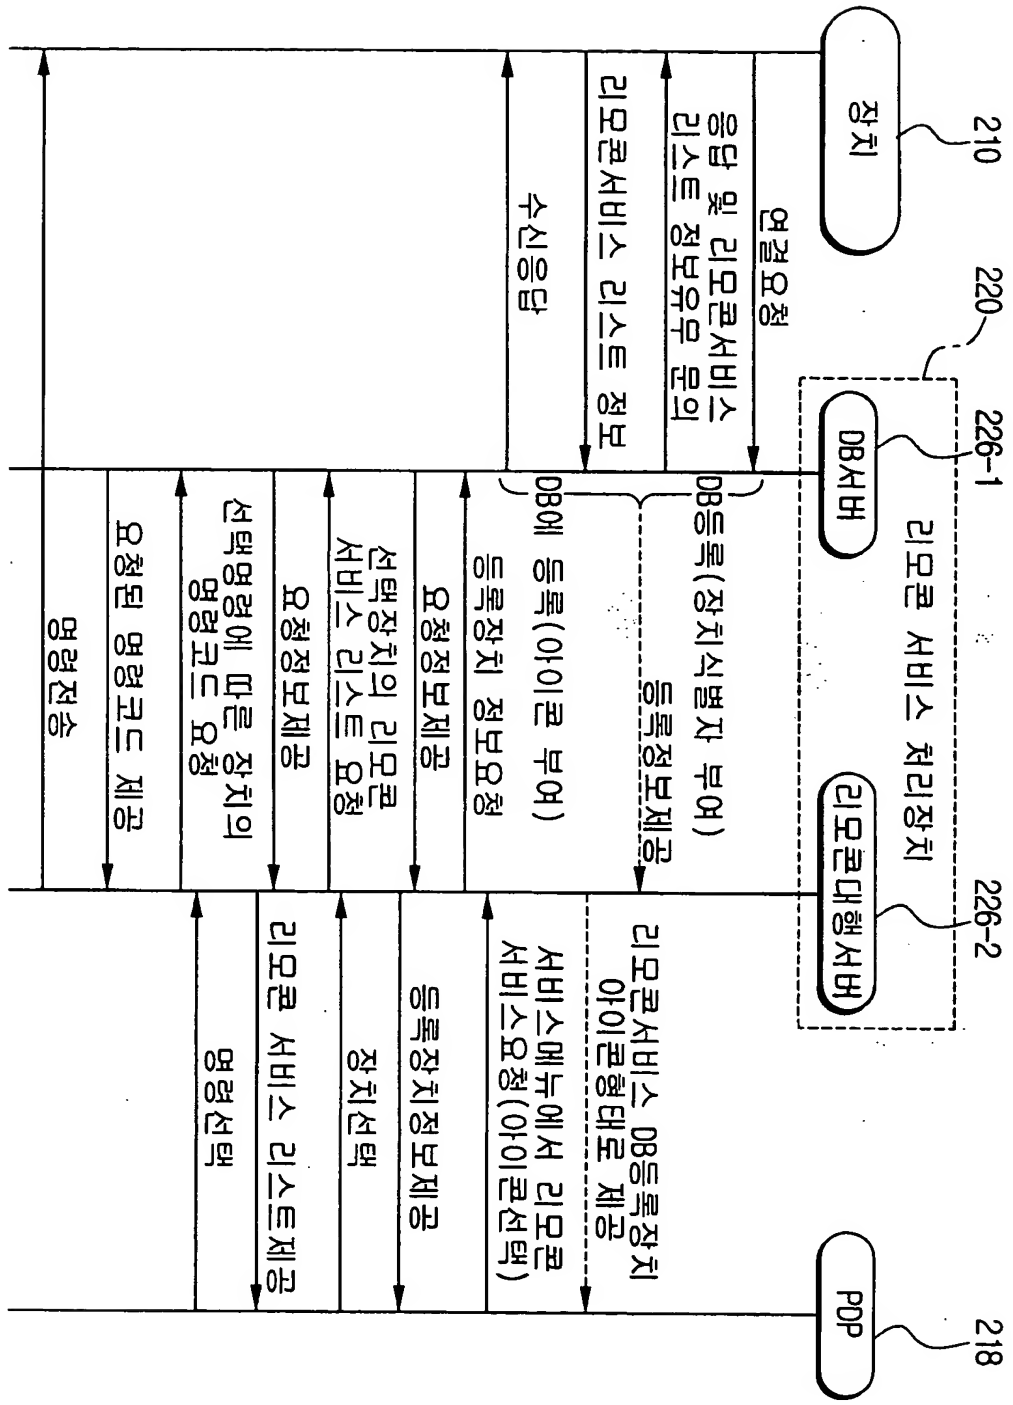 210
장치
220
226-1
DB서버
리모콘 서비스 처리장치
226-2
리모콘대행서버
218
PDP
연결요청
응답 및 리모콘서비스
리스트 정보유무 문의
리모콘서비스 리스트 정보
수신응답
DB등록(장치식별자 부여)
등록정보제공
DB에 등록(아이콘 부여)
리모콘서비스 DB등록장치
아이콘형태로 제공
서비스메뉴에서 리모콘
서비스요청(아이콘선택)
등록장치 정보요청
요청정보제공
등록장치정보제공
장치선택
선택장치의 리모콘
서비스 리스트 요청
요청정보제공
리모콘 서비스 리스트제공
명령선택
선택명령에 따른 장치의
명령코드 요청
요청된 명령코드 제공
명령전송